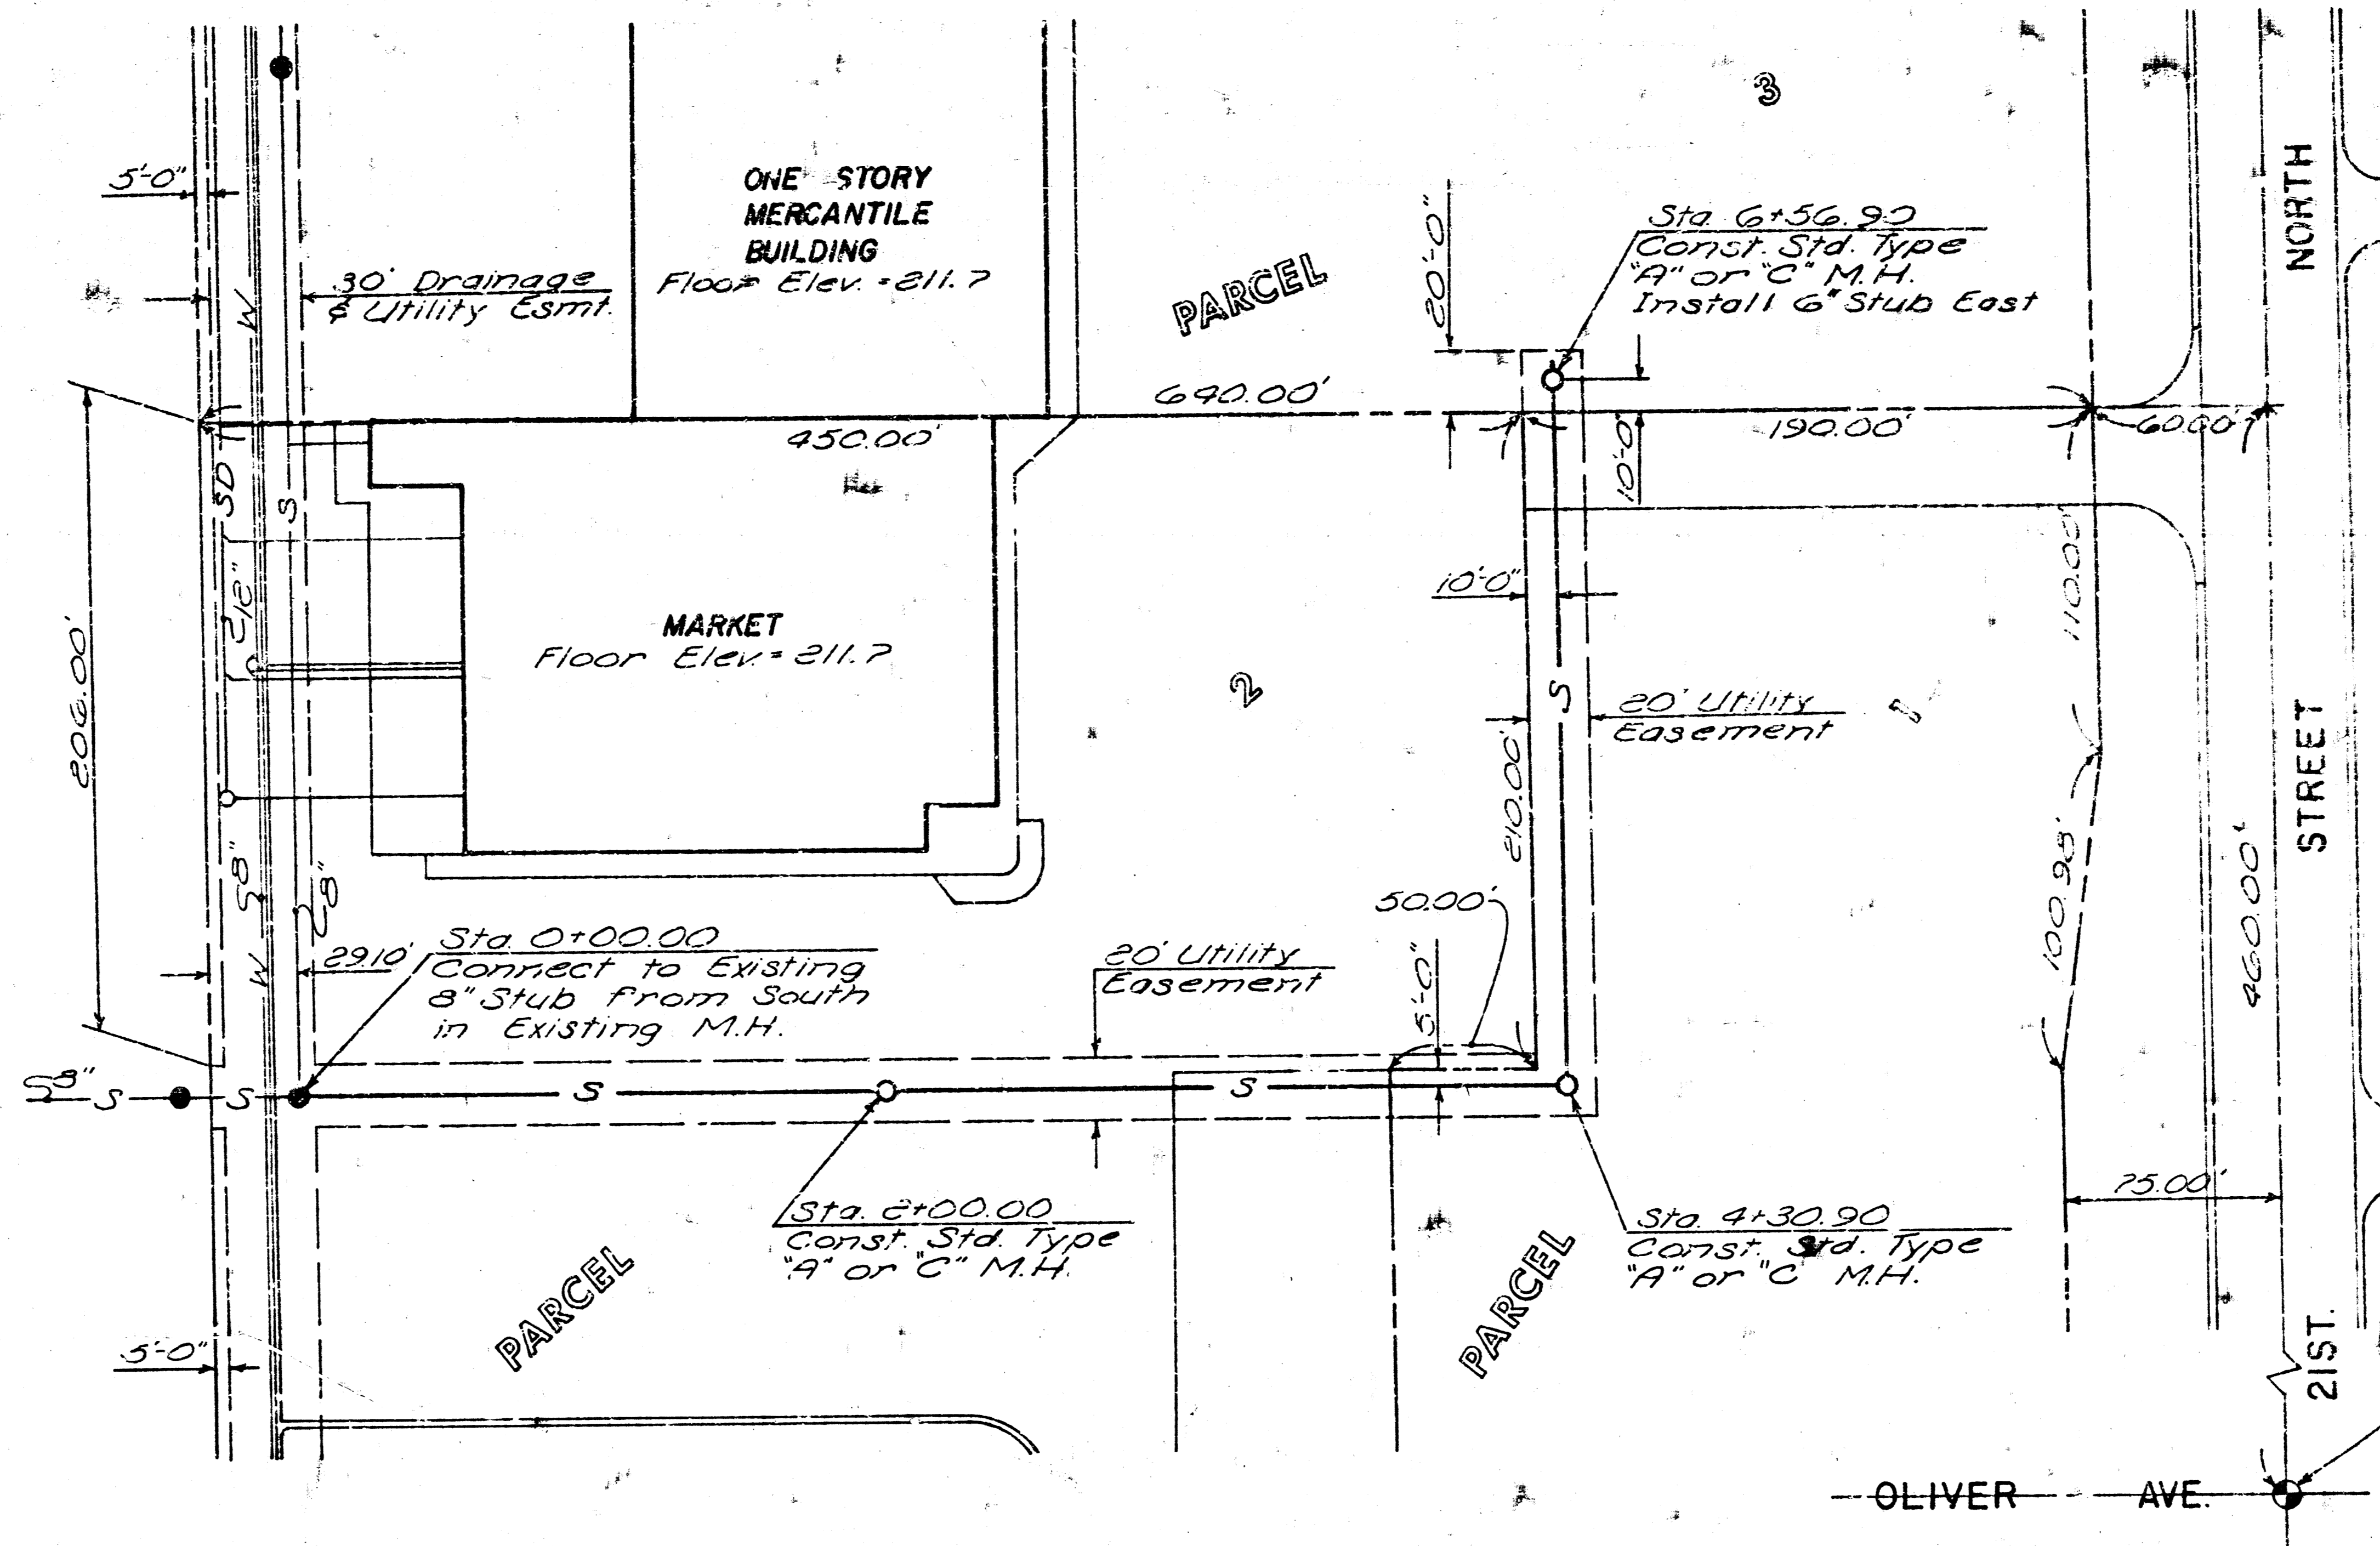 3
NORTH
5'-0"
ONE STORY
MERCANTILE
BUILDING
Floor Elev. = 211.7
30' Drainage
& Utility Esmt.
W
PARCEL
20'-0"
Sta. 6+56.90
Const. Std. Type
"A" or "C" M.H.
Install 6" Stub East
640.00'
450.00'
190.00'
60.00'
10'-0"
SD
S
12"
10'-0"
110.00'
MARKET
Floor Elev. = 211.7
206.00'
2
S
20' Utility
Easement
1
STREET
210.00'
8"
8"
100.98'
460.00'
50.00'
29.10'
W
Sta. 0+00.00
Connect to Existing
8" Stub from South
in Existing M.H.
20' Utility
Easement
5'-0"
8"
S
S
S
S
75.00'
Sta. 2+00.00
Const. Std. Type
"A" or "C" M.H.
Sta. 4+30.90
Const. Std. Type
"A" or "C" M.H.
PARCEL
PARCEL
5'-0"
21ST.
OLIVER AVE.